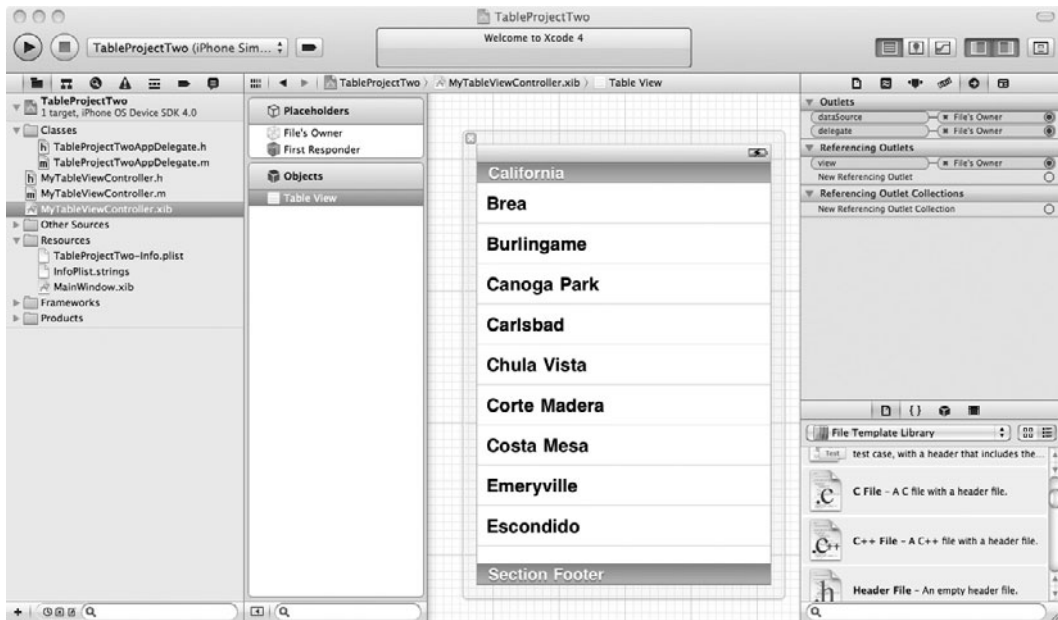 TableProjectTwo
TableProjectTwo (iPhone Sim...
Welcome to Xcode 4
TableProjectTwo
1 target, iPhone OS Device SDK 4.0
Classes
h TableProjectTwoAppDelegate.h
m TableProjectTwoAppDelegate.m
h MyTableViewController.h
m MyTableViewController.m
MyTableViewController.xib
Other Sources
Resources
TableProjectTwo-Info.plist
InfoPlist.strings
MainWindow.xib
Frameworks
Products
TableProjectTwo
MyTableViewController.xib
Table View
Placeholders
File's Owner
First Responder
Objects
Table View
California
Brea
Burlingame
Canoga Park
Carlsbad
Chula Vista
Corte Madera
Costa Mesa
Emeryville
Escondido
Section Footer
Outlets
dataSource File's Owner
delegate File's Owner
Referencing Outlets
view File's Owner
New Referencing Outlet
Referencing Outlet Collections
New Referencing Outlet Collection
{}
File Template Library
Test test case, with a header that includes the...
.c C File – A C file with a header file.
.C++ C++ File – A C++ file with a header file.
.h Header File – An empty header file.